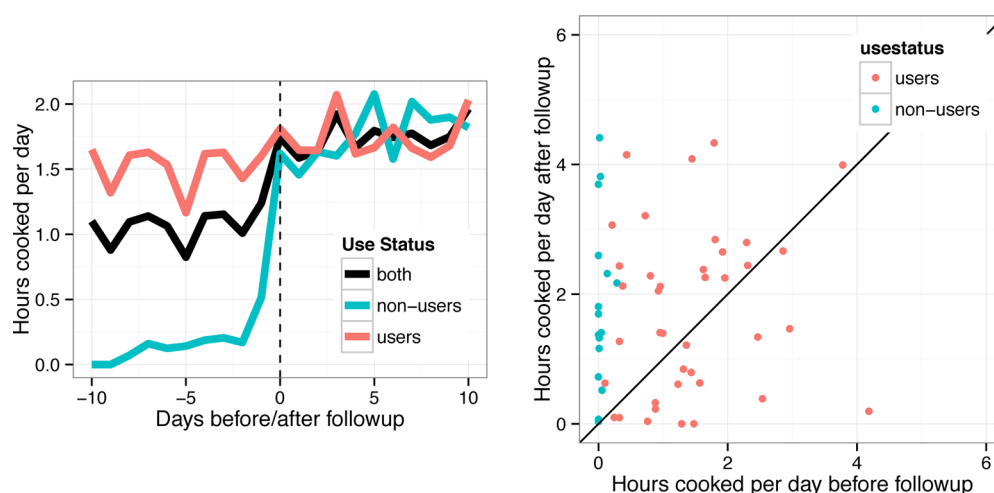 Hours cooked per day
2.0
1.5
1.0
0.5
0.0
Use Status
both
non−users
users
−10
−5
0
5
10
Days before/after followup
Hours cooked per day after followup
6
4
2
0
usestatus
users
non−users
0
2
4
6
Hours cooked per day before followup